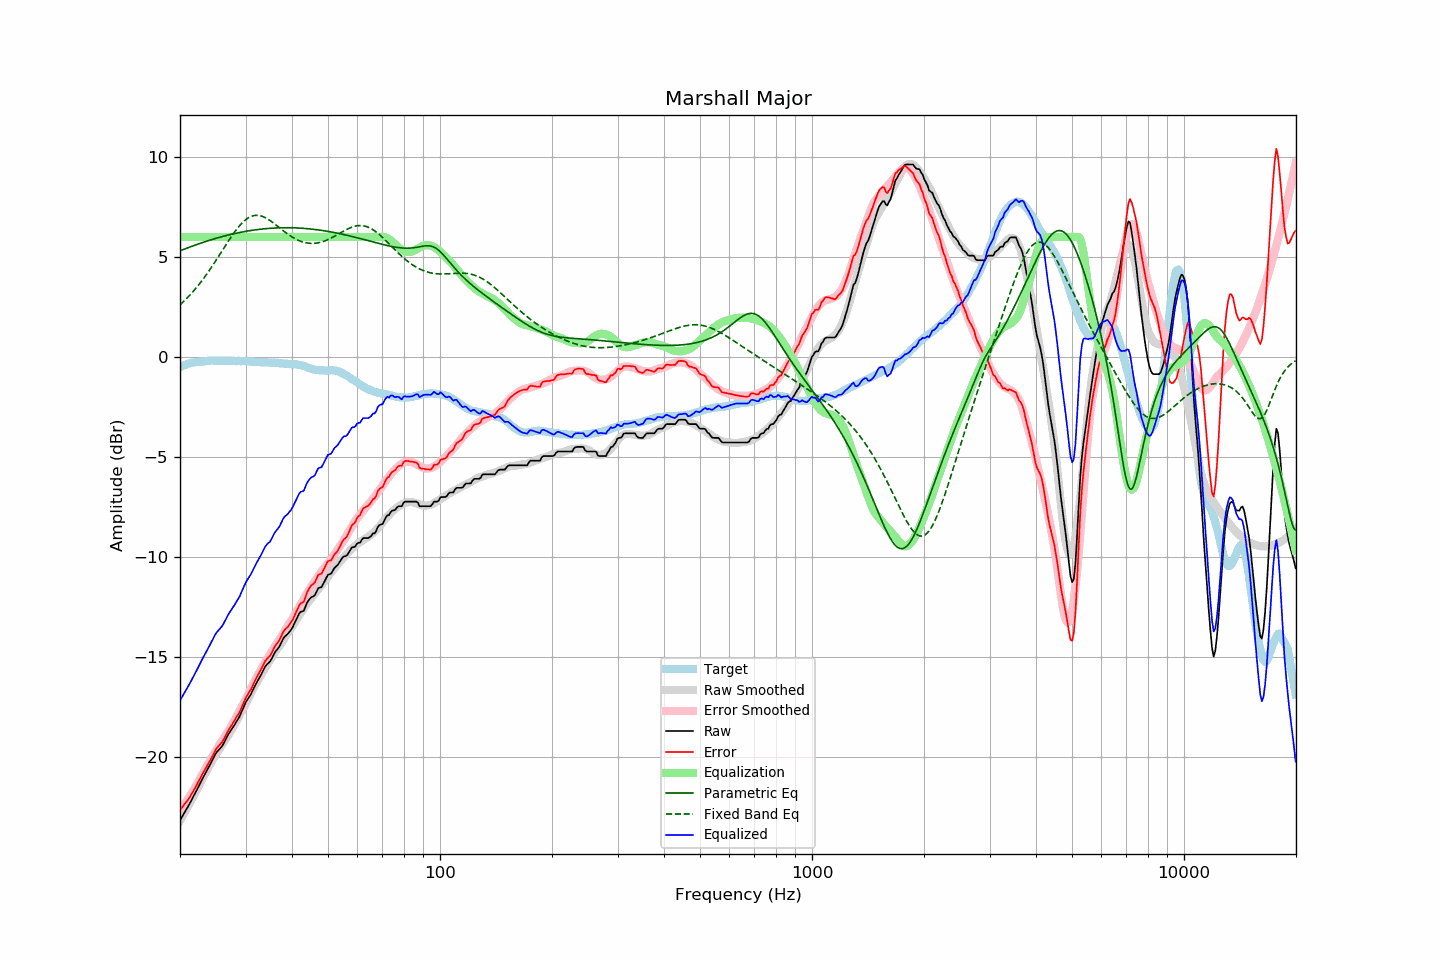 Marshall Major
10
5
0
−5
−10
−15
−20
Amplitude (dBr)
100
1000
10000
Frequency (Hz)
Target
Raw Smoothed
Error Smoothed
Raw
Error
Equalization
Parametric Eq
Fixed Band Eq
Equalized